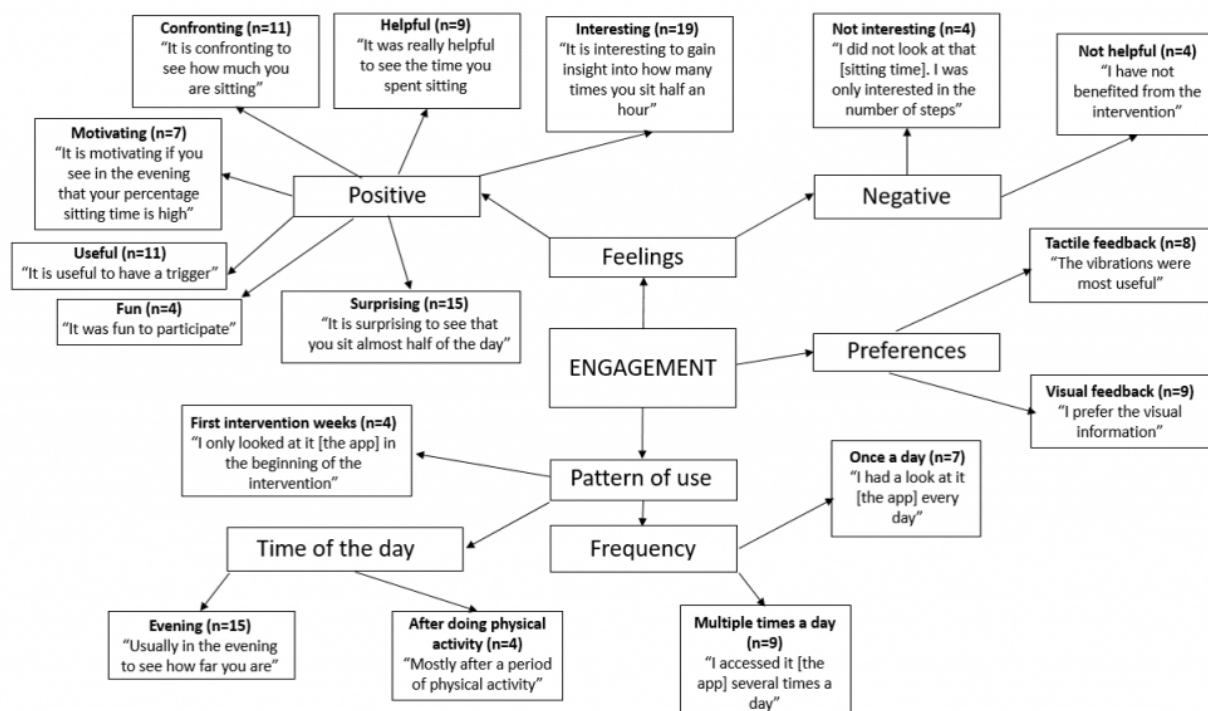 Confronting (n=11)
“It is confronting to
see how much you
are sitting”
Helpful (n=9)
“It was really helpful
to see the time you
spent sitting
Interesting (n=19)
“It is interesting to gain
insight into how many
times you sit half an
hour”
Not interesting (n=4)
“I did not look at that
[sitting time]. I was
only interested in the
number of steps”
Not helpful (n=4)
“I have not
benefited from the
intervention”
Motivating (n=7)
“It is motivating if you
see in the evening
that your percentage
sitting time is high”
Positive
Negative
Useful (n=11)
“It is useful to have a trigger”
Fun (n=4)
“It was fun to participate”
Surprising (n=15)
“It is surprising to see that
you sit almost half of the day”
Feelings
Tactile feedback (n=8)
“The vibrations were
most useful”
ENGAGEMENT
Preferences
Visual feedback (n=9)
“I prefer the visual
information”
First intervention weeks (n=4)
“I only looked at it [the app] in
the beginning of the
intervention”
Pattern of use
Once a day (n=7)
“I had a look at it
[the app] every
day”
Time of the day
Frequency
Evening (n=15)
“Usually in the evening
to see how far you are”
After doing physical
activity (n=4)
“Mostly after a period
of physical activity”
Multiple times a day
(n=9)
“I accessed it [the
app] several times a
day”